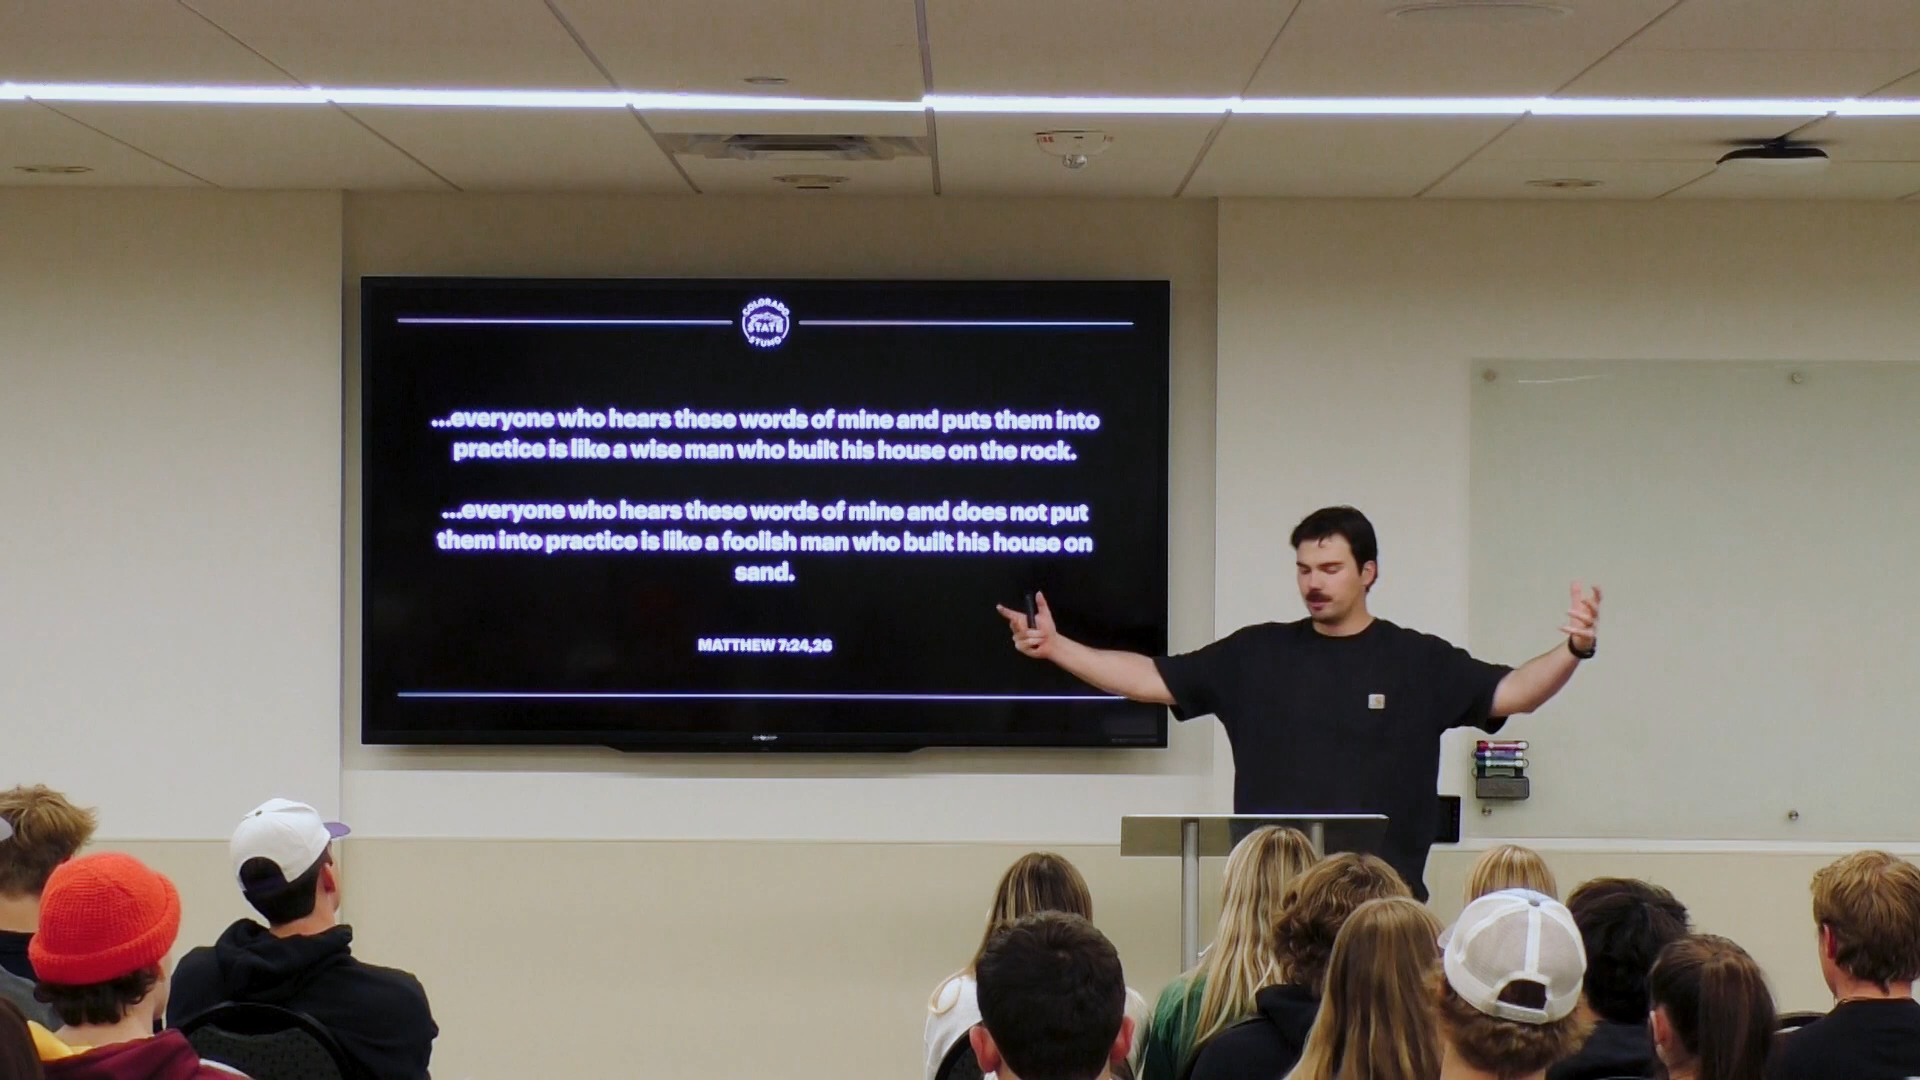 COLORADO
STATE
STUMO
...everyone who hears these words of mine and puts them into
practice is like a wise man who built his house on the rock.
...everyone who hears these words of mine and does not put
them into practice is like a foolish man who built his house on
sand.
MATTHEW 7:24,26